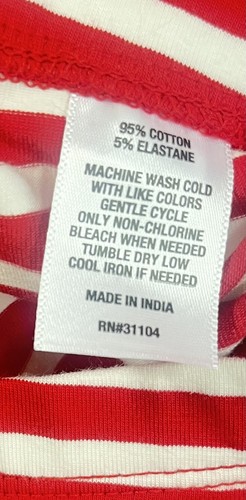 95% COTTON
5% ELASTANE
MACHINE WASH COLD
WITH LIKE COLORS
GENTLE CYCLE
ONLY NON-CHLORINE
BLEACH WHEN NEEDED
TUMBLE DRY LOW
COOL IRON IF NEEDED
MADE IN INDIA
RN#31104